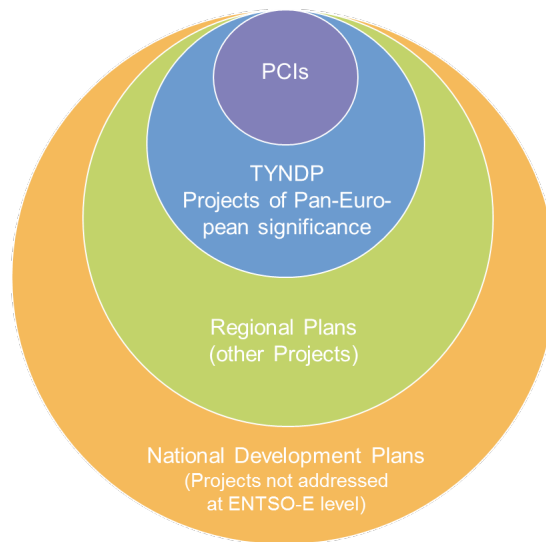 PCIs
TYNDP
Projects of Pan-Euro-
pean significance
Regional Plans
(other Projects)
National Development Plans
(Projects not addressed
at ENTSO-E level)